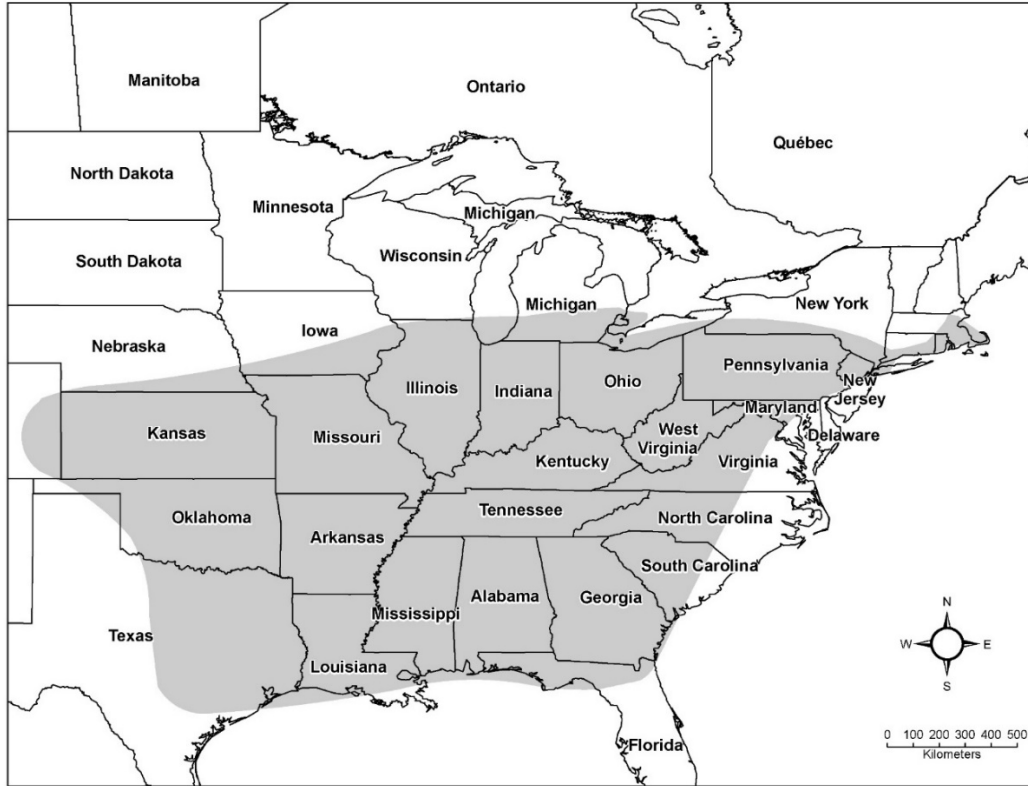 Manitoba
Ontario
Québec
North Dakota
Minnesota
Michigan
Wisconsin
South Dakota
Michigan
New York
Iowa
Nebraska
Pennsylvania
Illinois
Indiana
Ohio
New
Jersey
Maryland
Kansas
Missouri
West
Virginia
Delaware
Kentucky
Virginia
Oklahoma
Tennessee
North Carolina
Arkansas
South Carolina
Mississippi
Alabama
Georgia
Texas
Louisiana
Florida
N
W
E
S
0 100 200 300 400 500
Kilometers